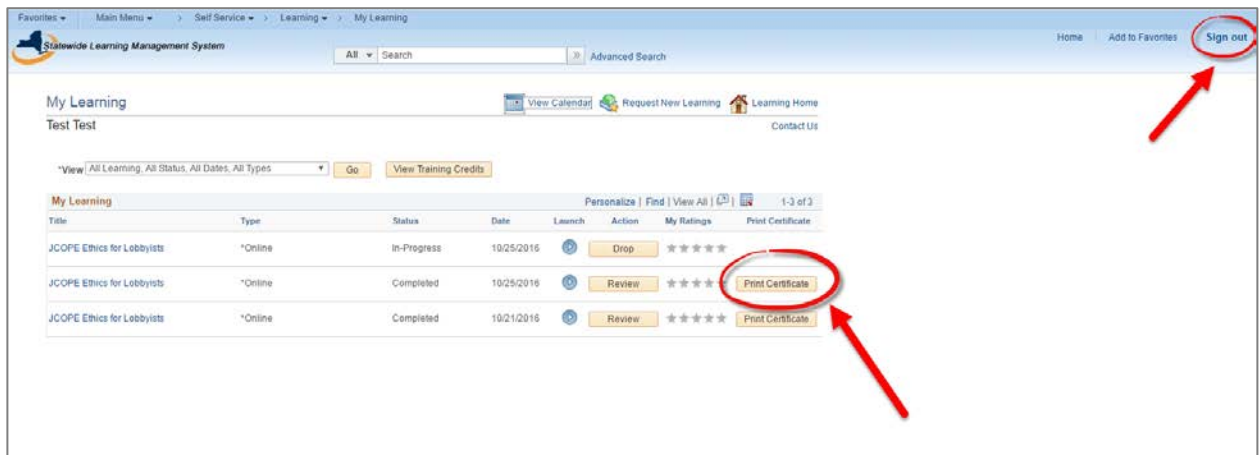 Favorites Main Menu > Self Service > Learning > My Learning
Statewide Learning Management System
All Search » Advanced Search
Home Add to Favorites Sign out
My Learning View Calendar Request New Learning Learning Home
Test Test Contact Us
*View All Learning, All Status, All Dates, All Types Go View Training Credits
My Learning Personalize | Find | View All | | 1-3 of 3
Title Type Status Date Launch Action My Ratings Print Certificate
JCOPE Ethics for Lobbyists *Online In-Progress 10/25/2016 Drop
JCOPE Ethics for Lobbyists *Online Completed 10/25/2016 Review Print Certificate
JCOPE Ethics for Lobbyists *Online Completed 10/21/2016 Review Print Certificate